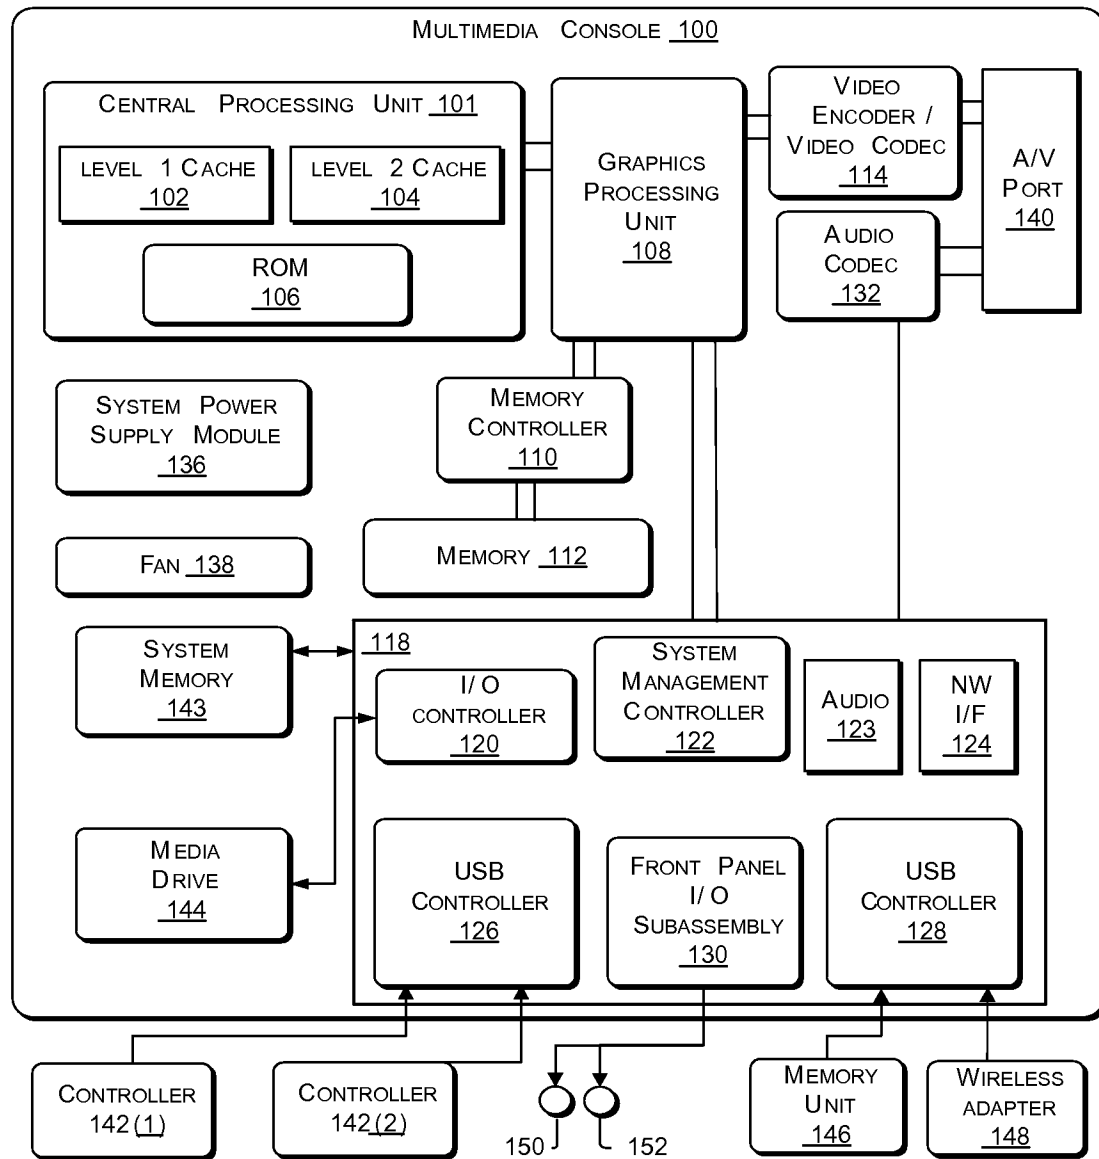 MULTIMEDIA CONSOLE 100
CENTRAL PROCESSING UNIT 101
LEVEL 1 CACHE
102
LEVEL 2 CACHE
104
ROM
106
GRAPHICS
PROCESSING
UNIT
108
VIDEO
ENCODER /
VIDEO CODEC
114
A/V
PORT
140
AUDIO
CODEC
132
SYSTEM POWER
SUPPLY MODULE
136
MEMORY
CONTROLLER
110
FAN 138
MEMORY 112
SYSTEM
MEMORY
143
118
I/O
CONTROLLER
120
SYSTEM
MANAGEMENT
CONTROLLER
122
AUDIO
123
NW
I/F
124
MEDIA
DRIVE
144
USB
CONTROLLER
126
FRONT PANEL
I/O
SUBASSEMBLY
130
USB
CONTROLLER
128
CONTROLLER
142(1)
CONTROLLER
142(2)
150
152
MEMORY
UNIT
146
WIRELESS
ADAPTER
148